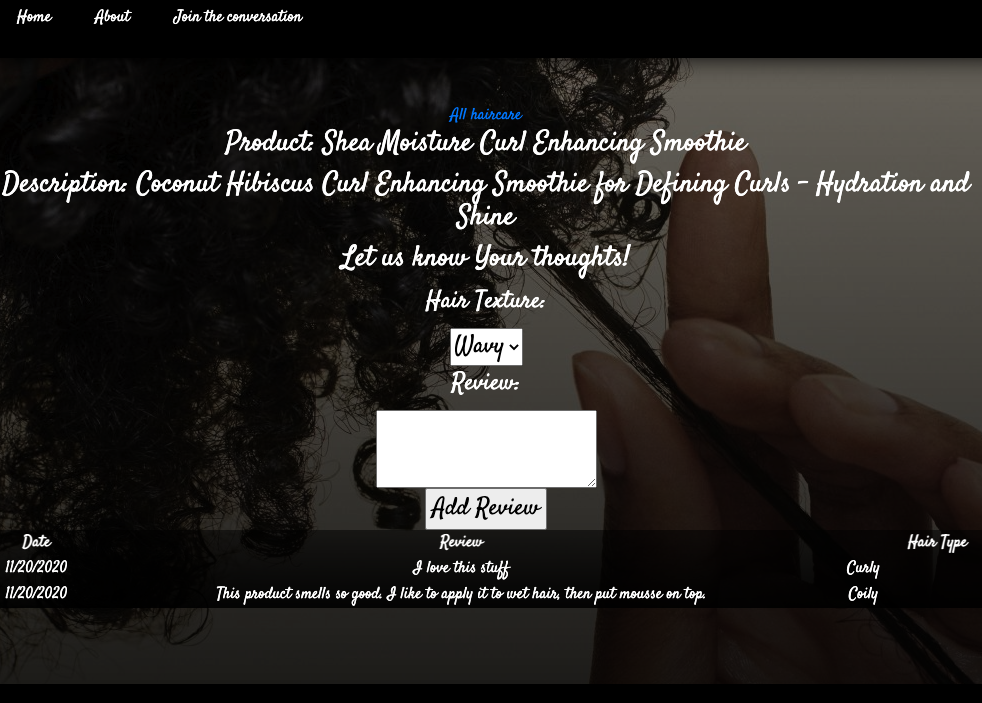 Home About Join the conversation
All haircare
Product: Shea Moisture Curl Enhancing Smoothie
Description: Coconut Hibiscus Curl Enhancing Smoothie for Defining Curls - Hydration and
Shine
Let us know Your thoughts!
Hair Texture:
Wavy
Review:
Add Review
Date Review Hair Type
11/20/2020 I love this stuff Curly
11/20/2020 This product smells so good. I like to apply it to wet hair, then put mousse on top. Coily